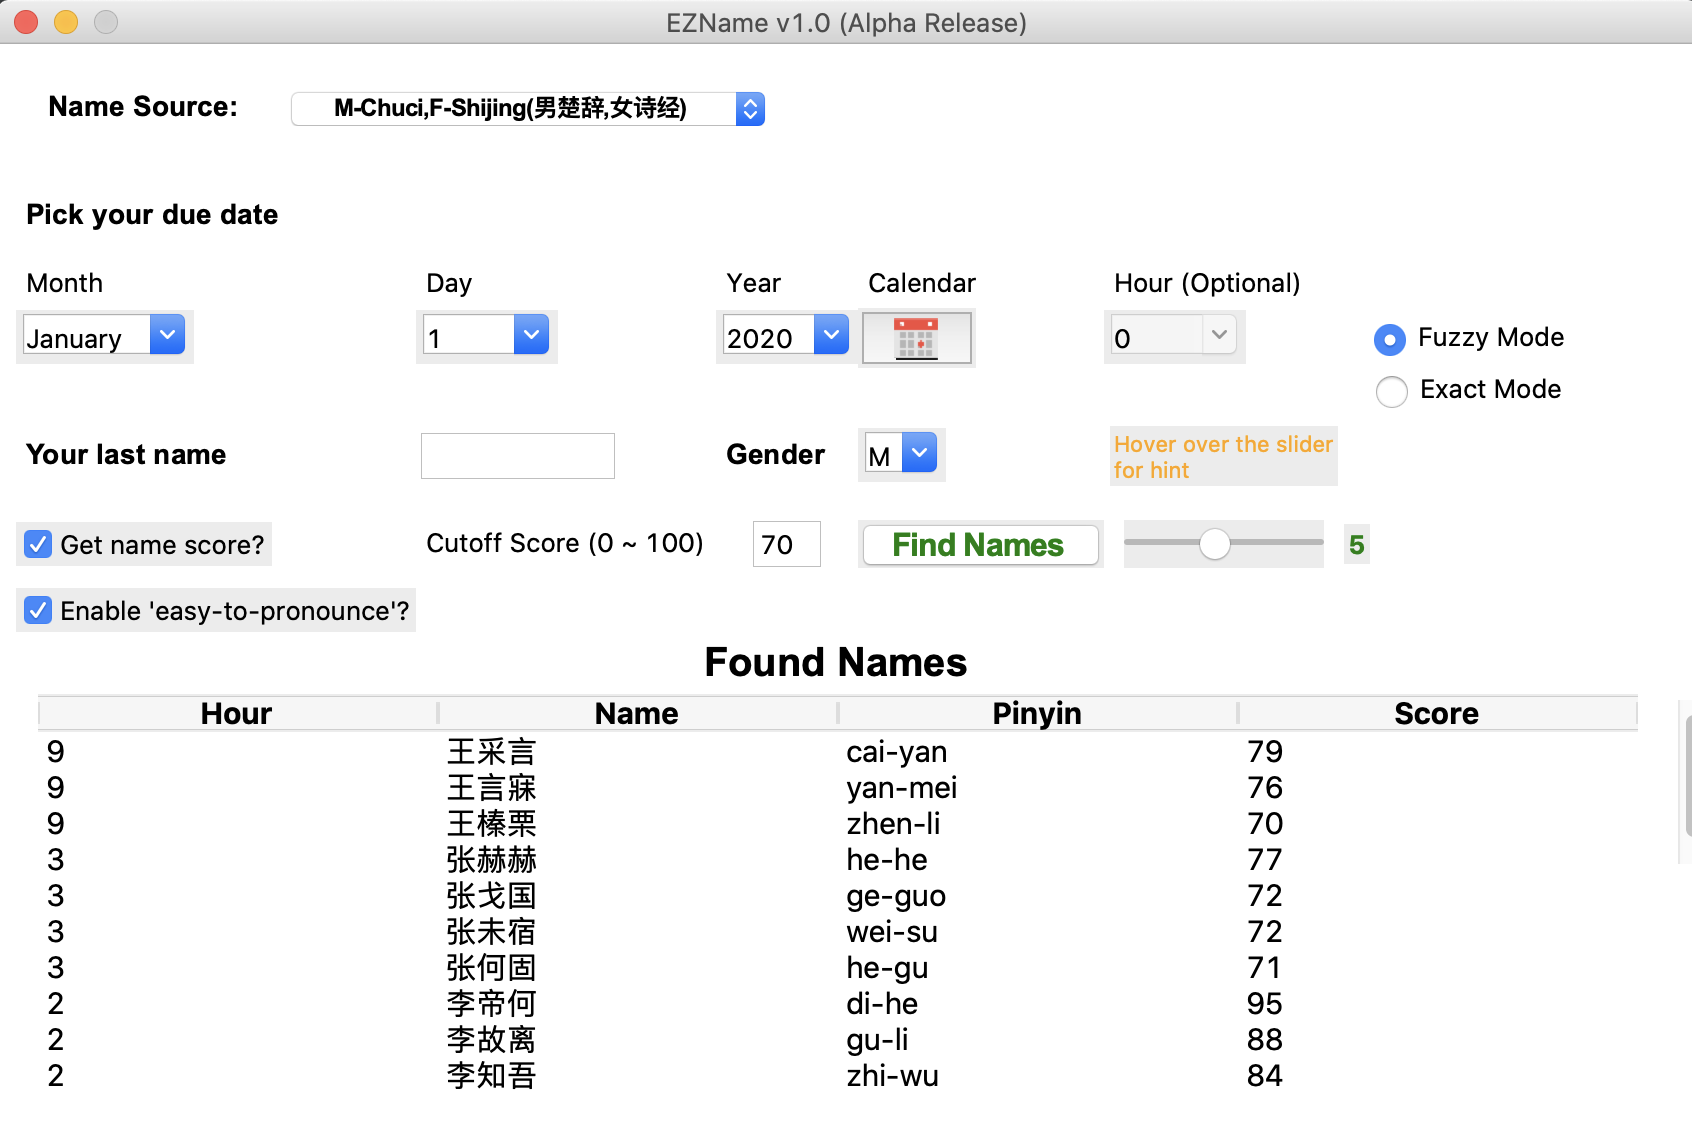 EZName v1.0 (Alpha Release)
Name Source: M-Chuci,F-Shijing(男楚辞,女诗经)
Pick your due date
Month Day Year Calendar Hour (Optional)
January 1 2020 0 Fuzzy Mode
Exact Mode
Your last name Gender M Hover over the slider
for hint
Get name score? Cutoff Score (0 ~ 100) 70 Find Names 5
Enable 'easy-to-pronounce'?
Found Names
Hour Name Pinyin Score
9 王采言 cai-yan 79
9 王言寐 yan-mei 76
9 王榛栗 zhen-li 70
3 张赫赫 he-he 77
3 张戈国 ge-guo 72
3 张未宿 wei-su 72
3 张何固 he-gu 71
2 李帝何 di-he 95
2 李故离 gu-li 88
2 李知吾 zhi-wu 84